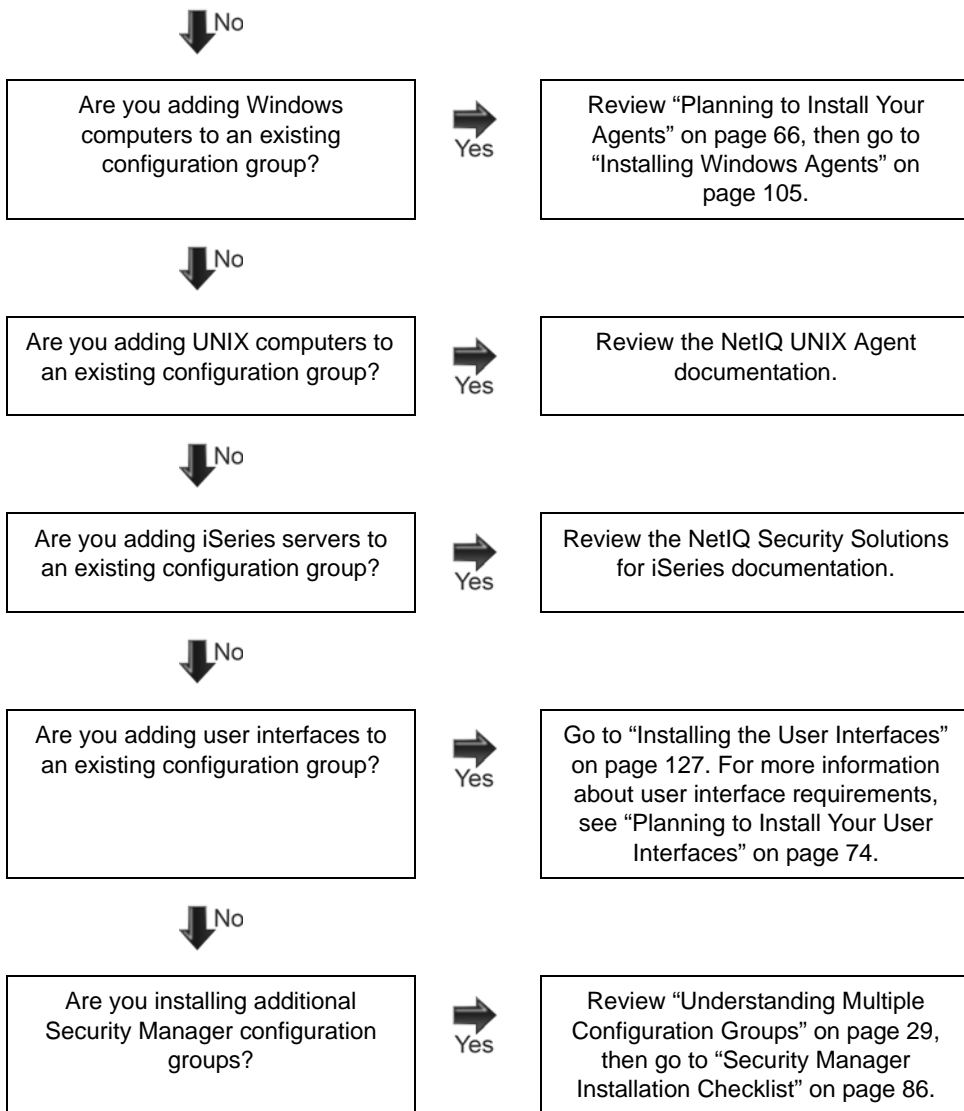 No
Are you adding Windows
computers to an existing
configuration group?
Yes
Review “Planning to Install Your
Agents” on page 66, then go to
“Installing Windows Agents” on
page 105.
No
Are you adding UNIX computers to
an existing configuration group?
Yes
Review the NetIQ UNIX Agent
documentation.
No
Are you adding iSeries servers to
an existing configuration group?
Yes
Review the NetIQ Security Solutions
for iSeries documentation.
No
Are you adding user interfaces to
an existing configuration group?
Yes
Go to “Installing the User Interfaces”
on page 127. For more information
about user interface requirements,
see “Planning to Install Your User
Interfaces” on page 74.
No
Are you installing additional
Security Manager configuration
groups?
Yes
Review “Understanding Multiple
Configuration Groups” on page 29,
then go to “Security Manager
Installation Checklist” on page 86.